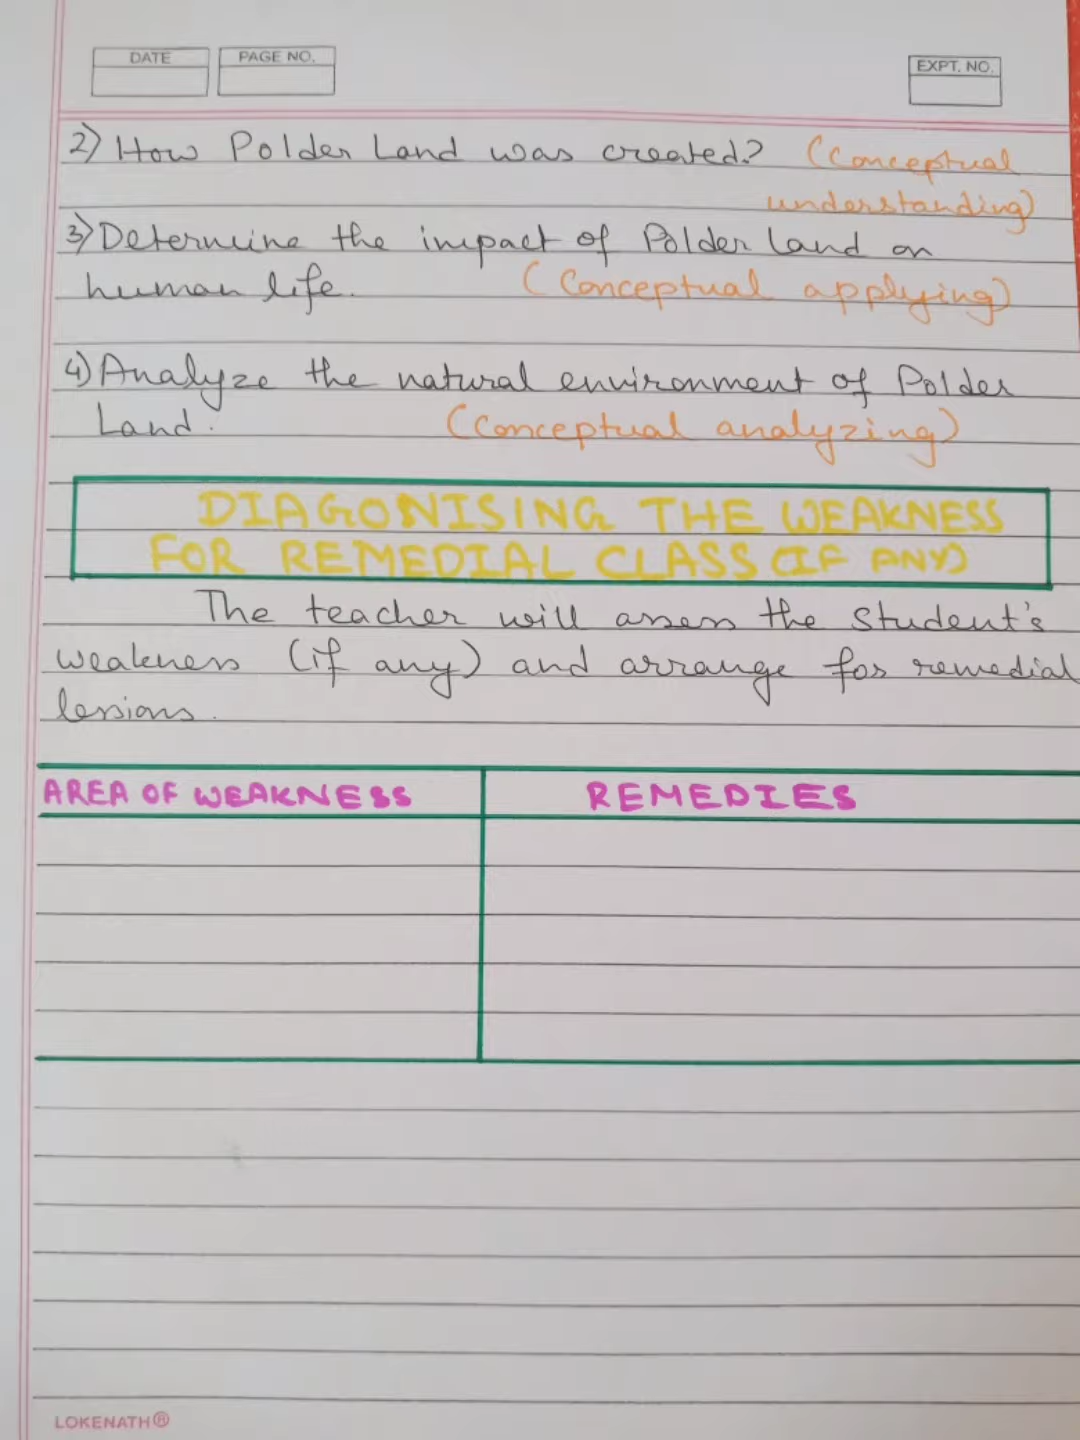 DATE
PAGE NO.
EXPT. NO.
2) How Polder Land was created? (Conceptual
understanding)
3) Determine the impact of Polder Land on
human life. (Conceptual applying)
4) Analyze the natural environment of Polder
Land. (Conceptual analyzing)
DIAGONISING THE WEAKNESS
FOR REMEDIAL CLASS (IF ANY)
The teacher will assess the student's
weakness (if any) and arrange for remedial
lessions.
AREA OF WEAKNESS
REMEDIES
LOKENATH®